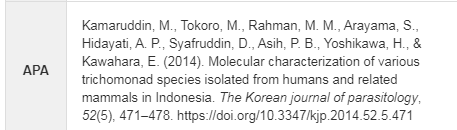 APA
Kamaruddin, M., Tokoro, M., Rahman, M. M., Arayama, S.,
Hidayati, A. P., Syafruddin, D., Asih, P. B., Yoshikawa, H., &
Kawahara, E. (2014). Molecular characterization of various
trichomonad species isolated from humans and related
mammals in Indonesia. The Korean journal of parasitology,
52(5), 471–478. https://doi.org/10.3347/kjp.2014.52.5.471